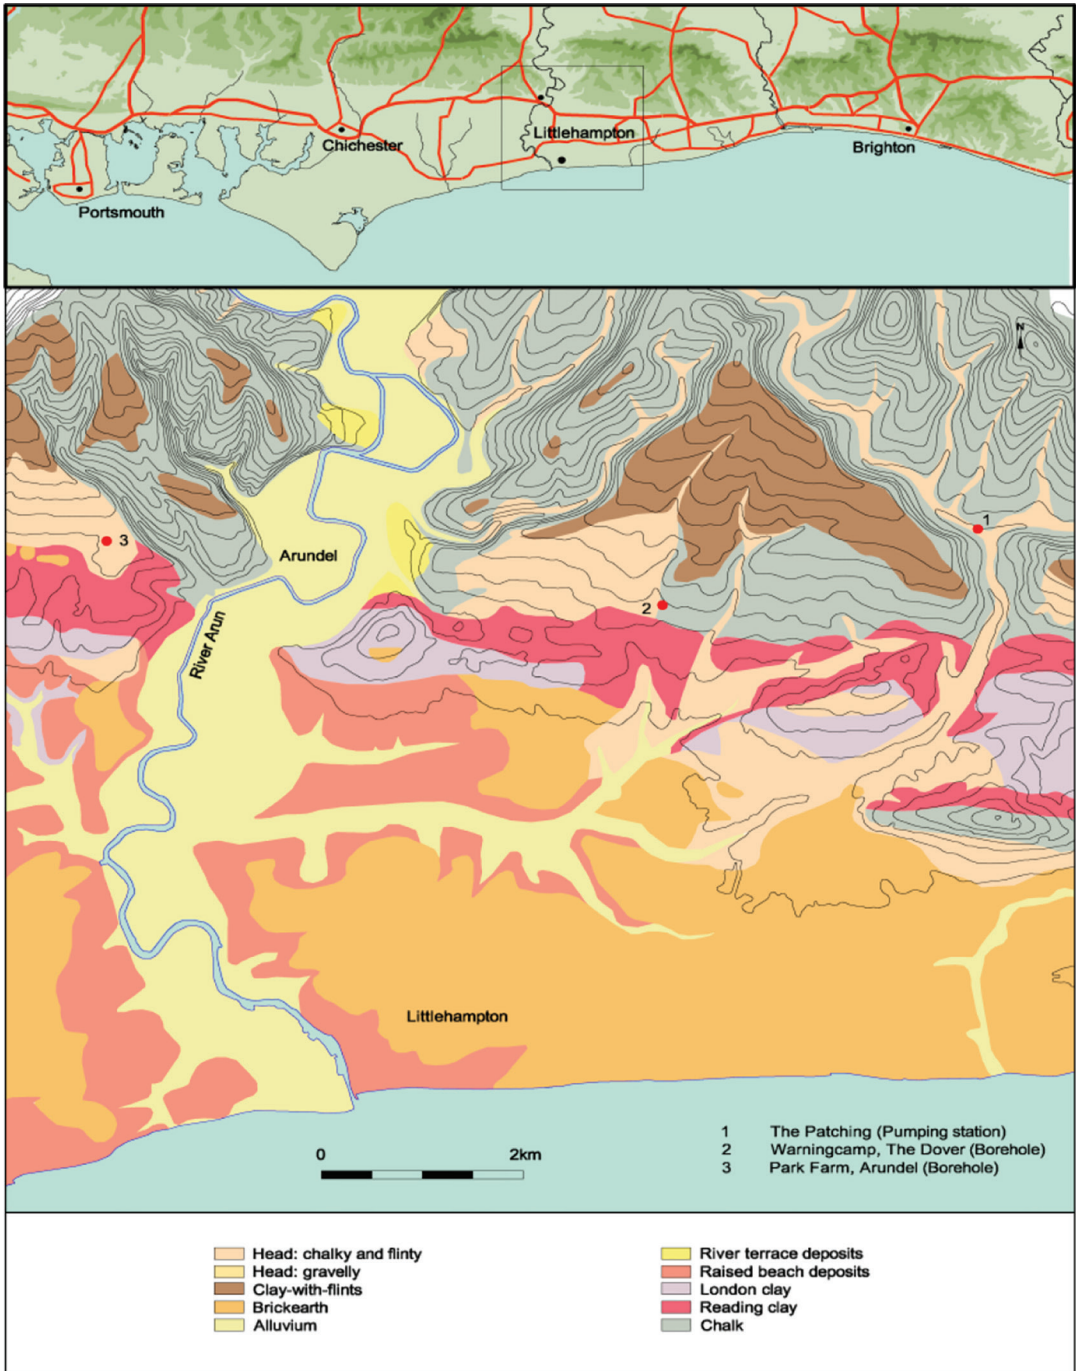 Chichester
Littlehampton
Brighton
Portsmouth
N
1
3
Arundel
2
River Arun
Littlehampton
0 2km
1 The Patching (Pumping station)
2 Warningcamp, The Dover (Borehole)
3 Park Farm, Arundel (Borehole)
Head: chalky and flinty
Head: gravelly
Clay-with-flints
Brickearth
Alluvium
River terrace deposits
Raised beach deposits
London clay
Reading clay
Chalk